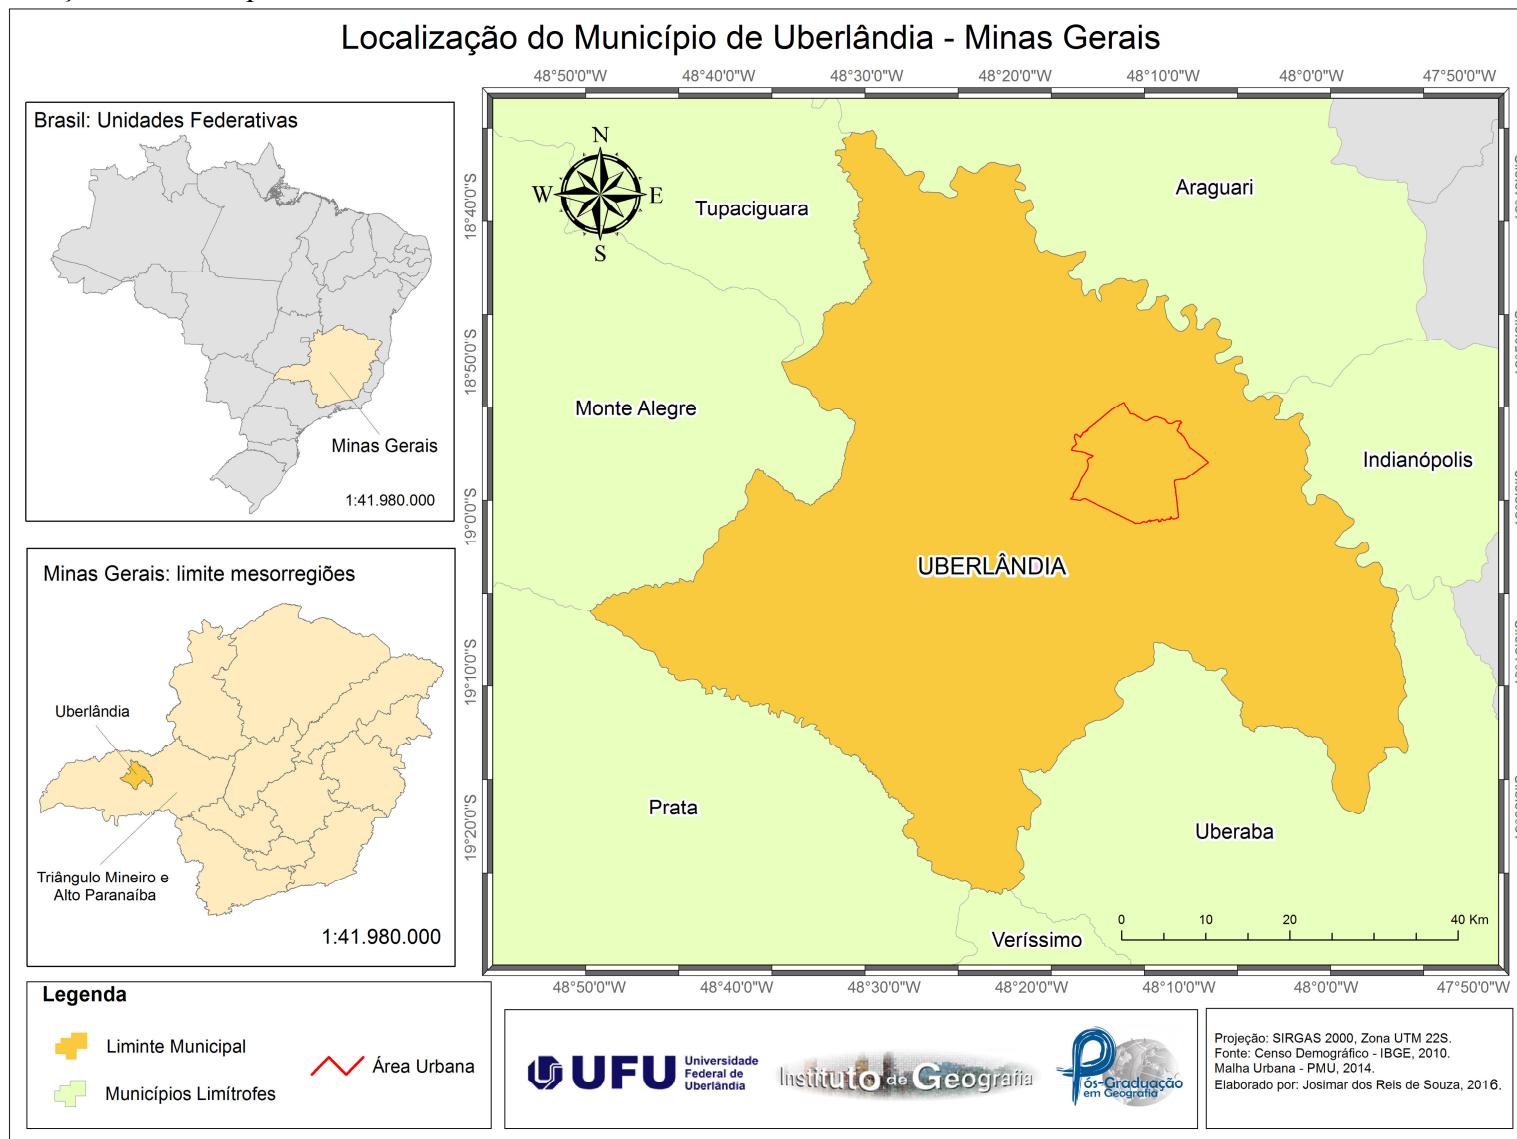 Localização do Município de Uberlândia - Minas Gerais
48°50'0"W 48°40'0"W 48°30'0"W 48°20'0"W 48°10'0"W 48°0'0"W 47°50'0"W
Brasil: Unidades Federativas
Minas Gerais
1:41.980.000
Minas Gerais: limite mesorregiões
Uberlândia
Triângulo Mineiro e
Alto Paranaíba
1:41.980.000
18°40'0"S
18°50'0"S
19°0'0"S
19°10'0"S
19°20'0"S
N
W E
S
Tupaciguara
Araguari
Monte Alegre
Indianópolis
UBERLÂNDIA
Prata
Uberaba
Veríssimo
0 10 20 40 Km
48°50'0"W 48°40'0"W 48°30'0"W 48°20'0"W 48°10'0"W 48°0'0"W 47°50'0"W
Legenda
Liminte Municipal
Municípios Limítrofes
Área Urbana
UFU
Universidade
Federal de
Uberlândia
Instituto de Geografia
Pós-Graduação
em Geografia
Projeção: SIRGAS 2000, Zona UTM 22S.
Fonte: Censo Demográfico - IBGE, 2010.
Malha Urbana - PMU, 2014.
Elaborado por: Josimar dos Reis de Souza, 2016.